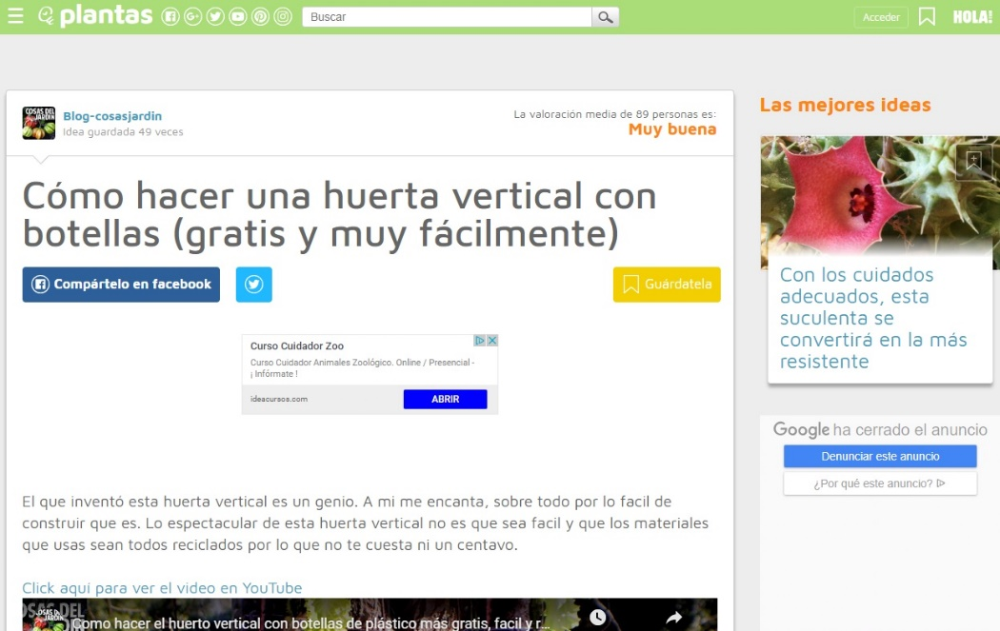 plantas
Buscar
Acceder
HOLA!
COSAS DEL
JARDIN
Blog-cosasjardin
Idea guardada 49 veces
La valoración media de 89 personas es:
Muy buena
Cómo hacer una huerta vertical con
botellas (gratis y muy fácilmente)
Compártelo en facebook
Guárdatela
Curso Cuidador Zoo
Curso Cuidador Animales Zoológico. Online / Presencial -
¡ Infórmate !
ideacursos.com
ABRIR
El que inventó esta huerta vertical es un genio. A mi me encanta, sobre todo por lo facil de
construir que es. Lo espectacular de esta huerta vertical no es que sea facil y que los materiales
que usas sean todos reciclados por lo que no te cuesta ni un centavo.
Click aquí para ver el video en YouTube
Como hacer el huerto vertical con botellas de plástico más gratis, facil y r...
Las mejores ideas
Con los cuidados
adecuados, esta
suculenta se
convertirá en la más
resistente
Google ha cerrado el anuncio
Denunciar este anuncio
¿Por qué este anuncio?